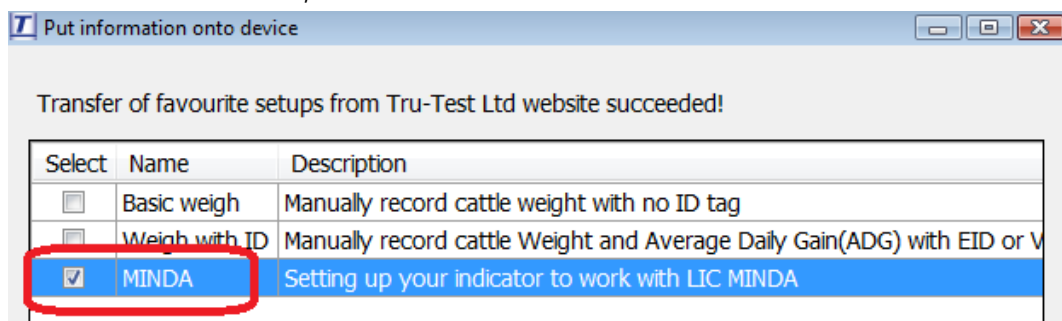 T Put information onto device
Transfer of favourite setups from Tru-Test Ltd website succeeded!
Select Name Description
Basic weigh Manually record cattle weight with no ID tag
Weigh with ID Manually record cattle Weight and Average Daily Gain(ADG) with EID or V
MINDA Setting up your indicator to work with LIC MINDA